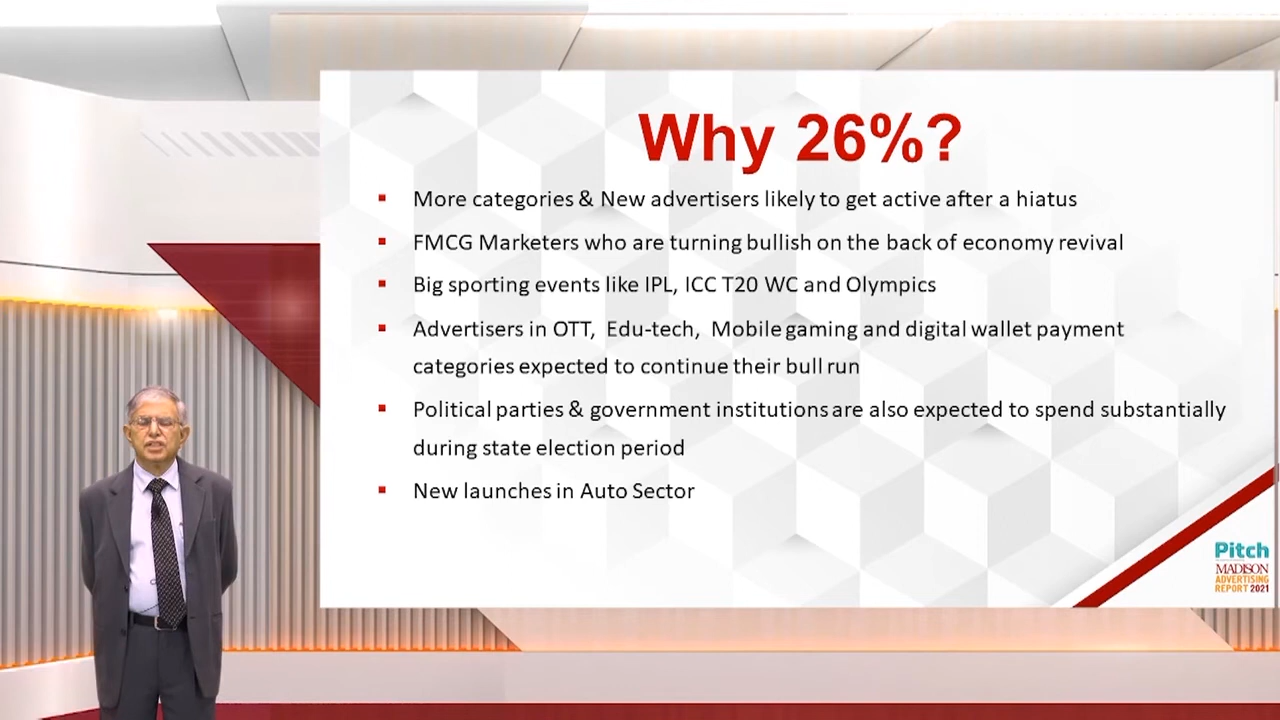 Why 26%?
▪ More categories & New advertisers likely to get active after a hiatus
▪ FMCG Marketers who are turning bullish on the back of economy revival
▪ Big sporting events like IPL, ICC T20 WC and Olympics
▪ Advertisers in OTT, Edu-tech, Mobile gaming and digital wallet payment
categories expected to continue their bull run
▪ Political parties & government institutions are also expected to spend substantially
during state election period
▪ New launches in Auto Sector
Pitch
MADISON
ADVERTISING
REPORT 2021